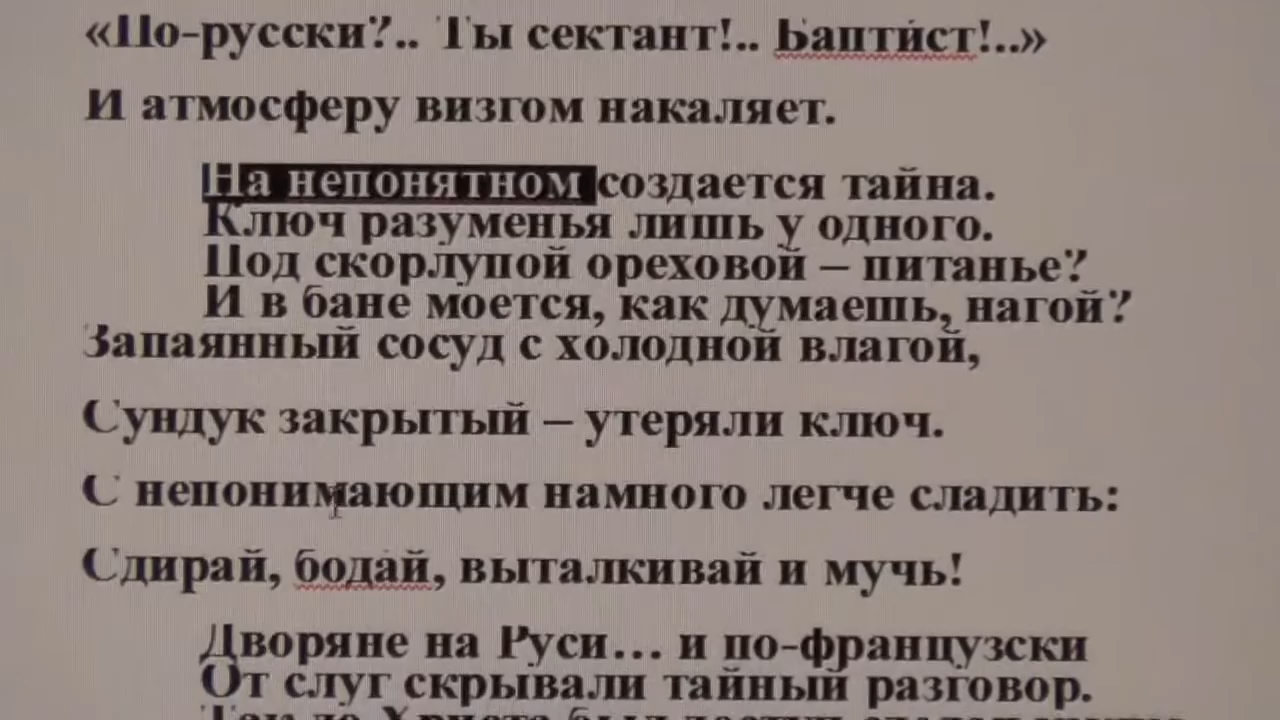 «По-русски?.. Ты сектант!.. Баптист!..»
И атмосферу визгом накаляет.
На непонятном создается тайна.
Ключ разуменья лишь у одного.
Под скорлупой ореховой – питанье?
И в бане моется, как думаешь, нагой?
Запаянный сосуд с холодной влагой,
Сундук закрытый – утеряли ключ.
С непонимающим намного легче сладить:
Сдирай, бодай, выталкивай и мучь!
Дворяне на Руси… и по-французски
От слуг скрывали тайный разговор.